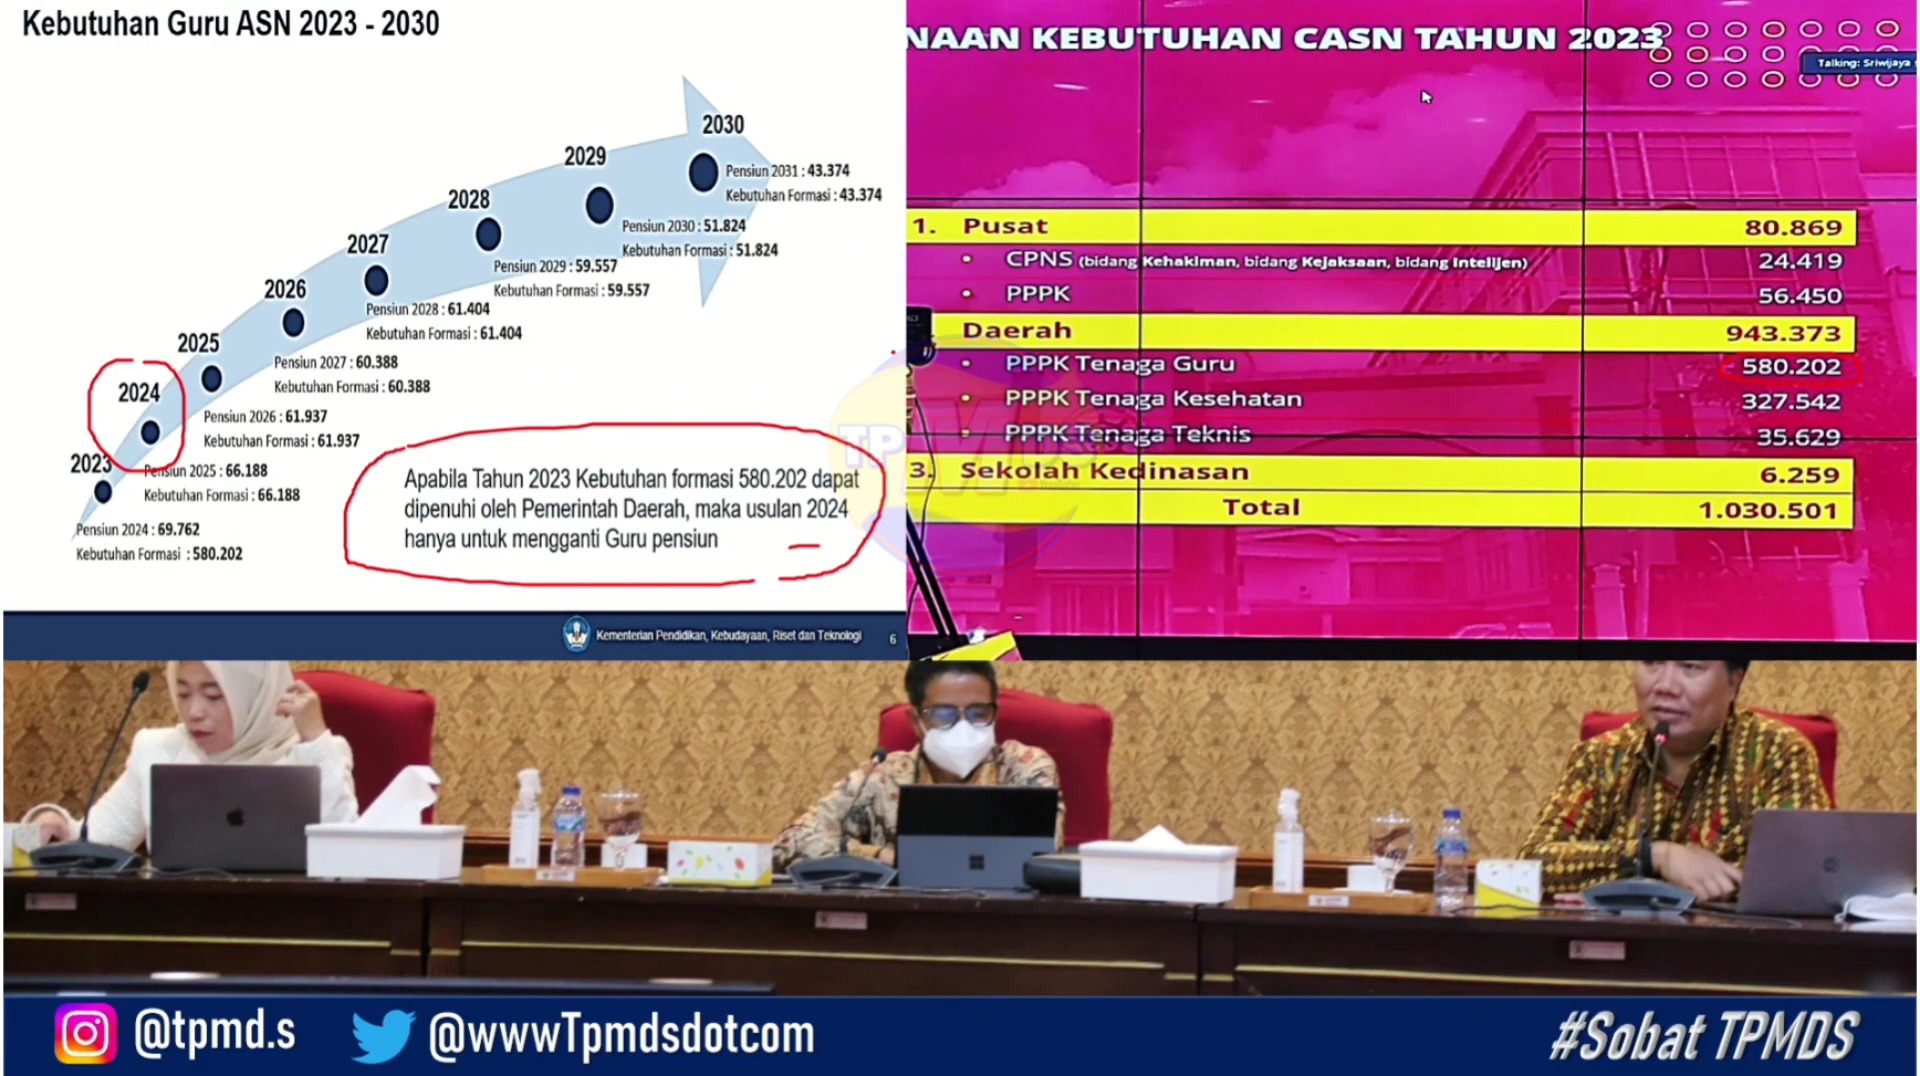 Kebutuhan Guru ASN 2023 - 2030
2030
Pensiun 2031 : 43.374
Kebutuhan Formasi : 43.374
2029
Pensiun 2030 : 51.824
Kebutuhan Formasi : 51.824
2028
Pensiun 2029 : 59.557
Kebutuhan Formasi : 59.557
2027
Pensiun 2028 : 61.404
Kebutuhan Formasi : 61.404
2026
Pensiun 2027 : 60.388
Kebutuhan Formasi : 60.388
2025
Pensiun 2026 : 61.937
Kebutuhan Formasi : 61.937
2024
Pensiun 2025 : 66.188
Kebutuhan Formasi : 66.188
2023
Pensiun 2024 : 69.762
Kebutuhan Formasi : 580.202
Apabila Tahun 2023 Kebutuhan formasi 580.202 dapat
dipenuhi oleh Pemerintah Daerah, maka usulan 2024
hanya untuk mengganti Guru pensiun
Kementerian Pendidikan, Kebudayaan, Riset dan Teknologi 6
NAAN KEBUTUHAN CASN TAHUN 2023
Talking: Sriwijaya
1. Pusat 80.869
• CPNS (bidang Kehakiman, bidang Kejaksaan, bidang Intelijen) 24.419
• PPPK 56.450
Daerah 943.373
• PPPK Tenaga Guru 580.202
• PPPK Tenaga Kesehatan 327.542
• PPPK Tenaga Teknis 35.629
3. Sekolah Kedinasan 6.259
Total 1.030.501
@tpmd.s @wwwTpmdsdotcom #Sobat TPMDS